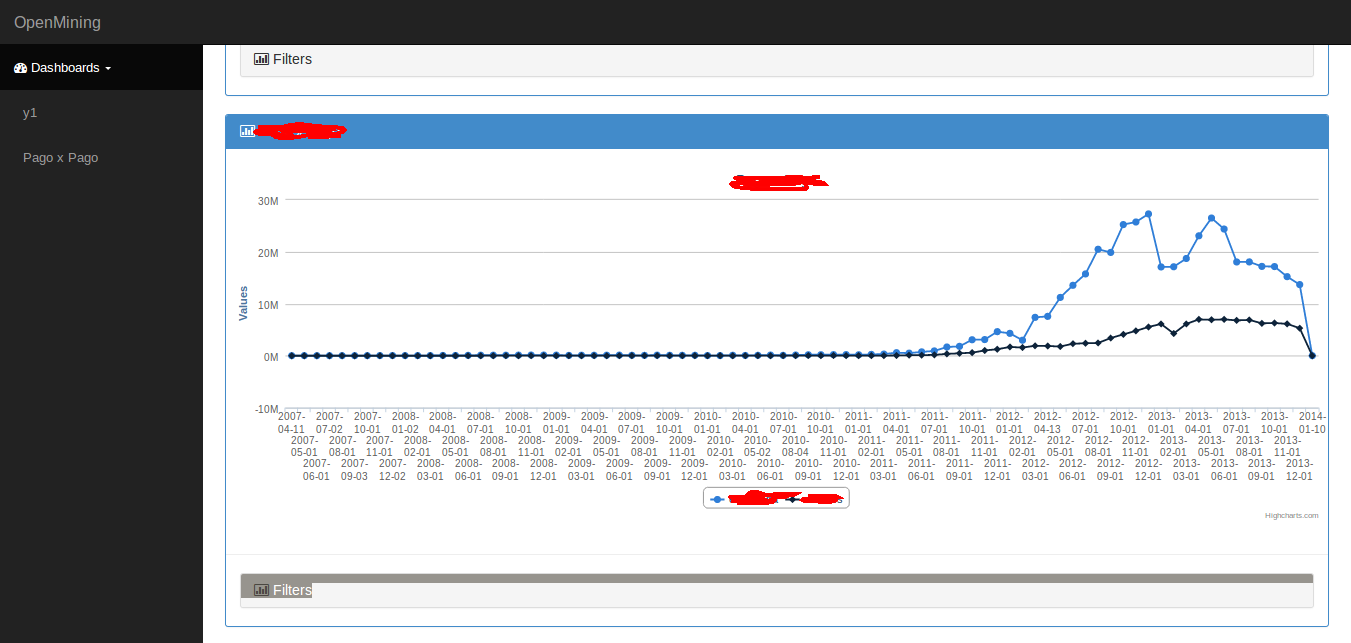 OpenMining
Dashboards
y1
Pago x Pago
Filters
30M
20M
10M
0M
-10M
Values
2007- 2007- 2007- 2008- 2008- 2008- 2008- 2009- 2009- 2009- 2009- 2010- 2010- 2010- 2010- 2011- 2011- 2011- 2011- 2012- 2012- 2012- 2012- 2013- 2013- 2013- 2013- 2014-
04-11 07-02 10-01 01-02 04-01 07-01 10-01 01-01 04-01 07-01 10-01 01-01 04-01 07-01 10-01 01-01 04-01 07-01 10-01 01-01 04-13 07-01 10-01 01-01 04-01 07-01 10-01 01-10
2007- 2007- 2007- 2008- 2008- 2008- 2008- 2009- 2009- 2009- 2009- 2010- 2010- 2010- 2010- 2011- 2011- 2011- 2011- 2012- 2012- 2012- 2012- 2013- 2013- 2013- 2013-
05-01 08-01 11-01 02-01 05-01 08-01 11-01 02-01 05-01 08-01 11-01 02-01 05-02 08-04 11-01 02-01 05-01 08-01 11-01 02-01 05-01 08-01 11-01 02-01 05-01 08-01 11-01
2007- 2007- 2007- 2008- 2008- 2008- 2008- 2009- 2009- 2009- 2009- 2010- 2010- 2010- 2010- 2011- 2011- 2011- 2011- 2012- 2012- 2012- 2012- 2013- 2013- 2013- 2013-
06-01 09-03 12-02 03-01 06-01 09-01 12-01 03-01 06-01 09-01 12-01 03-01 06-01 09-01 12-01 03-01 06-01 09-01 12-01 03-01 06-01 09-01 12-01 03-01 06-01 09-01 12-01
Highcharts.com
Filters